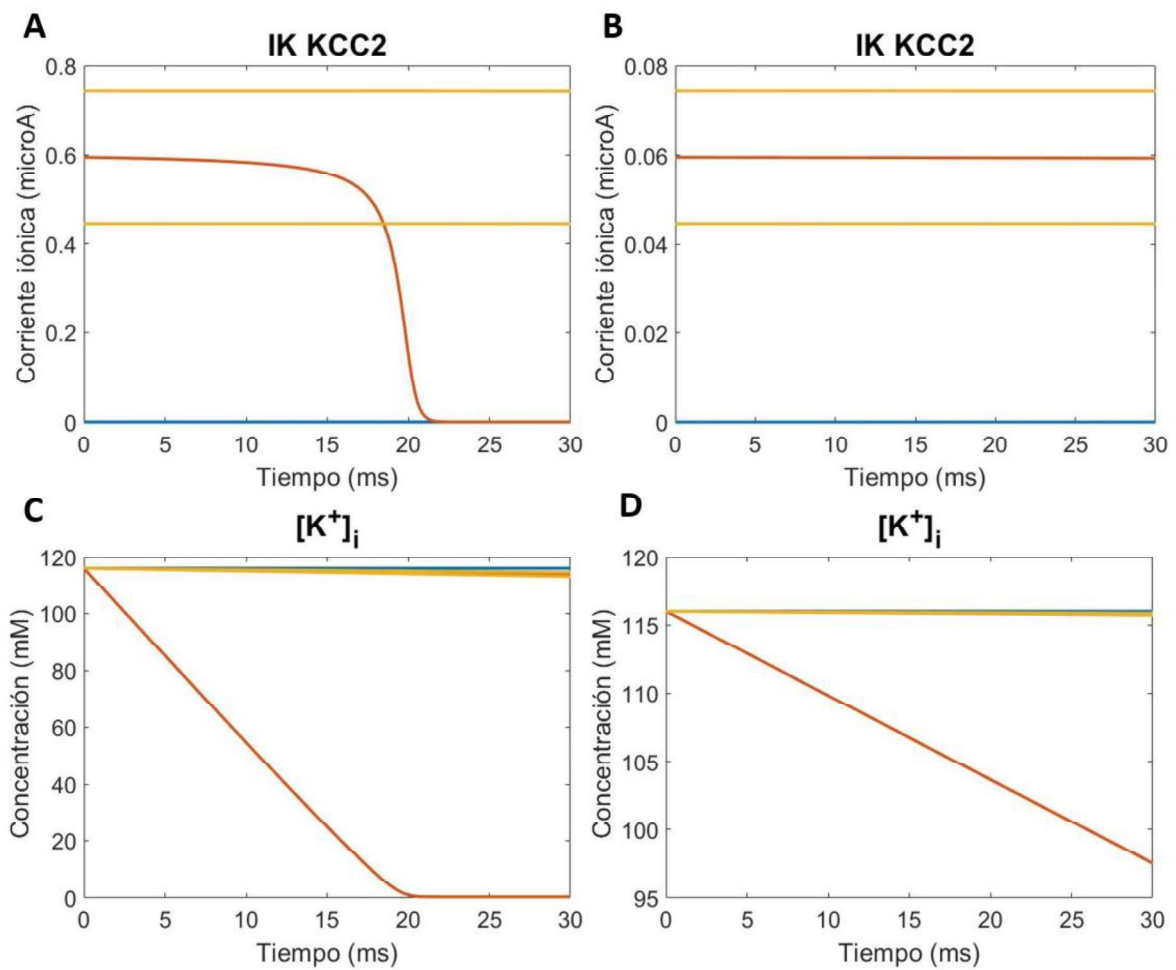 A
IK KCC2
Corriente iónica (microA)
0.8
0.6
0.4
0.2
0
0 5 10 15 20 25 30
Tiempo (ms)
B
IK KCC2
Corriente iónica (microA)
0.08
0.06
0.04
0.02
0
0 5 10 15 20 25 30
Tiempo (ms)
C
[K⁺]ᵢ
Concentración (mM)
120
100
80
60
40
20
0
0 5 10 15 20 25 30
Tiempo (ms)
D
[K⁺]ᵢ
Concentración (mM)
120
115
110
105
100
95
0 5 10 15 20 25 30
Tiempo (ms)